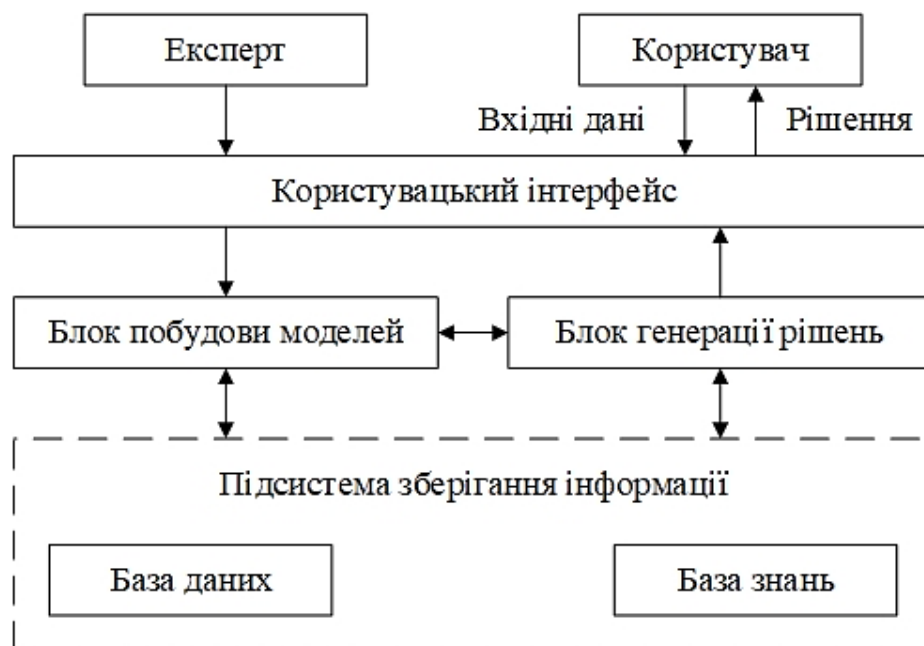 Експерт
Користувач
Вхідні дані
Рішення
Користувацький інтерфейс
Блок побудови моделей
Блок генерації рішень
Підсистема зберігання інформації
База даних
База знань